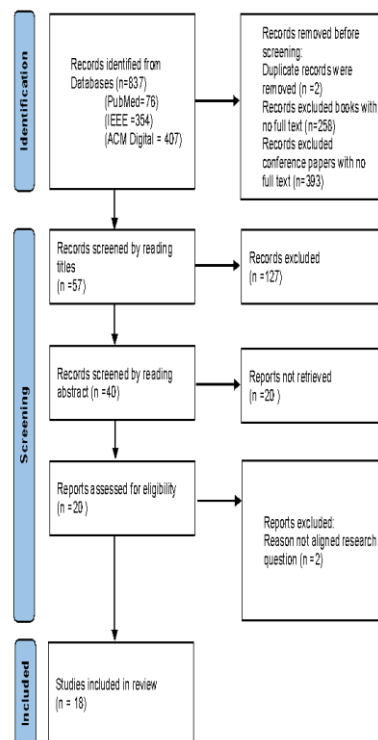 Identification
Records identified from
Databases (n=837)
(PubMed=76)
(IEEE =354)
(ACM Digital = 407)
Records removed before
screening:
Duplicate records were
removed (n =2)
Records excluded books with
no full text (n=258)
Records excluded
conference papers with no
full text (n=393)
Screening
Records screened by reading
titles
(n =57)
Records excluded
(n =127)
Records screened by reading
abstract (n =40)
Reports not retrieved
(n =20)
Reports assessed for eligibility
(n =20)
Reports excluded:
Reason not aligned research
question (n =2)
Included
Studies included in review
(n = 18)